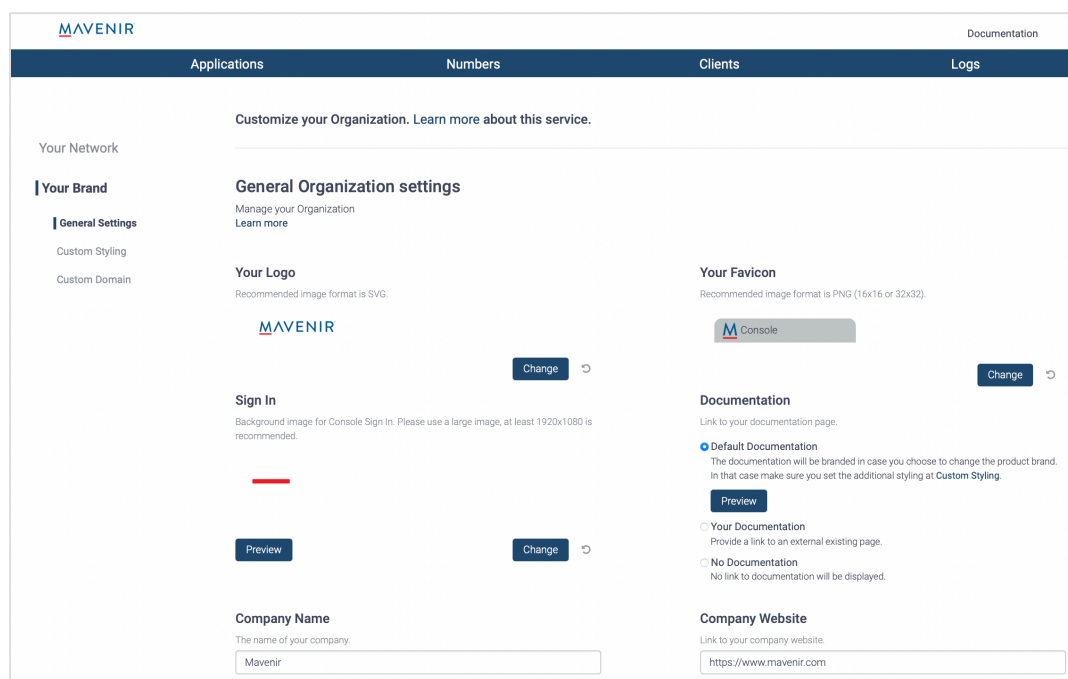 MAVENIR
Documentation
Applications
Numbers
Clients
Logs
Customize your Organization. Learn more about this service.
Your Network
Your Brand
General Settings
Custom Styling
Custom Domain
General Organization settings
Manage your Organization
Learn more
Your Logo
Recommended image format is SVG.
MAVENIR
Change
Your Favicon
Recommended image format is PNG (16x16 or 32x32).
M Console
Change
Sign In
Background image for Console Sign In. Please use a large image, at least 1920x1080 is
recommended.
Preview
Change
Documentation
Link to your documentation page.
Default Documentation
The documentation will be branded in case you choose to change the product brand.
In that case make sure you set the additional styling at Custom Styling.
Preview
Your Documentation
Provide a link to an external existing page.
No Documentation
No link to documentation will be displayed.
Company Name
The name of your company.
Mavenir
Company Website
Link to your company website.
https://www.mavenir.com